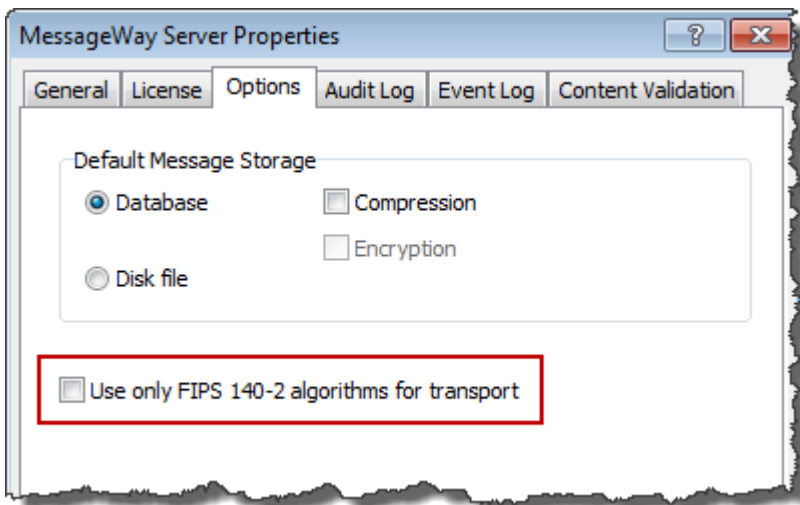 MessageWay Server Properties
General License Options Audit Log Event Log Content Validation
Default Message Storage
Database Compression
Encryption
Disk file
Use only FIPS 140-2 algorithms for transport